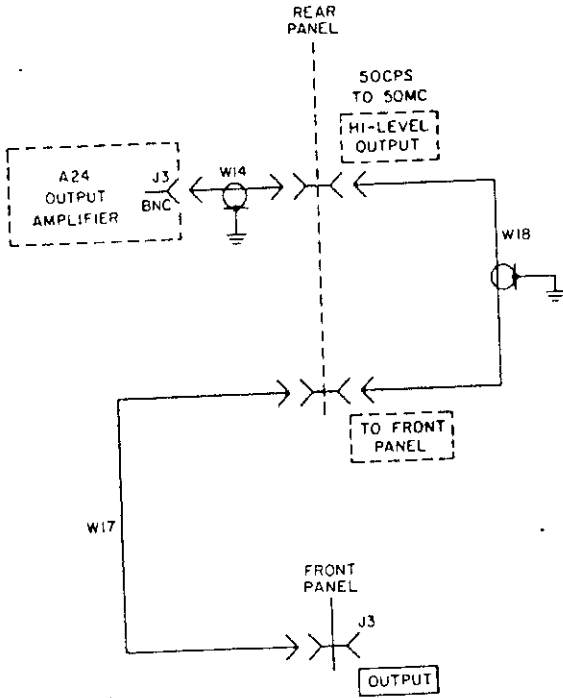 REAR
PANEL
50CPS
TO 50MC
HI-LEVEL
OUTPUT
A24
OUTPUT
AMPLIFIER
J3
BNC
W14
W18
TO FRONT
PANEL
W17
FRONT
PANEL
J3
OUTPUT